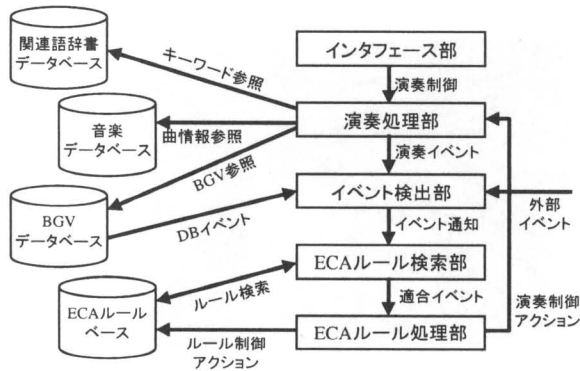 関連語辞書
データベース
キーワード参照
インタフェース部
演奏制御
音楽
データベース
曲情報参照
演奏処理部
演奏イベント
BGV参照
BGV
データベース
DBイベント
イベント検出部
外部
イベント
イベント通知
ECAルール検索部
ルール検索
適合イベント
ECAルール
ベース
ルール制御
アクション
ECAルール処理部
演奏制御
アクション